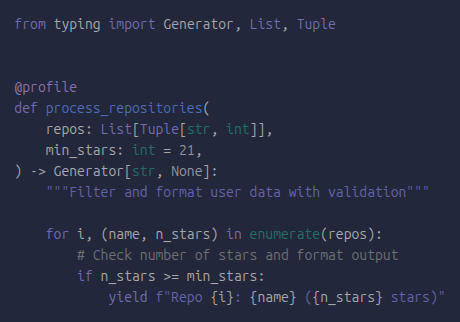 from typing import Generator, List, Tuple
@profile
def process_repositories(
    repos: List[Tuple[str, int]],
    min_stars: int = 21,
) -> Generator[str, None]:
    """Filter and format user data with validation"""
    for i, (name, n_stars) in enumerate(repos):
        # Check number of stars and format output
        if n_stars >= min_stars:
            yield f"Repo {i}: {name} ({n_stars} stars)"